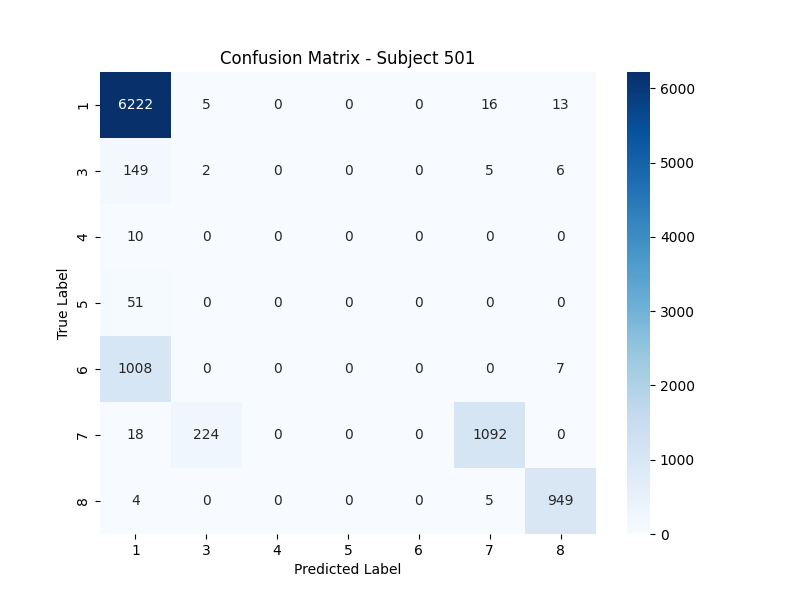 Confusion Matrix - Subject 501
True Label
1 6222 5 0 0 0 16 13
3 149 2 0 0 0 5 6
4 10 0 0 0 0 0 0
5 51 0 0 0 0 0 0
6 1008 0 0 0 0 0 7
7 18 224 0 0 0 1092 0
8 4 0 0 0 0 5 949
1 3 4 5 6 7 8
Predicted Label
6000
5000
4000
3000
2000
1000
0